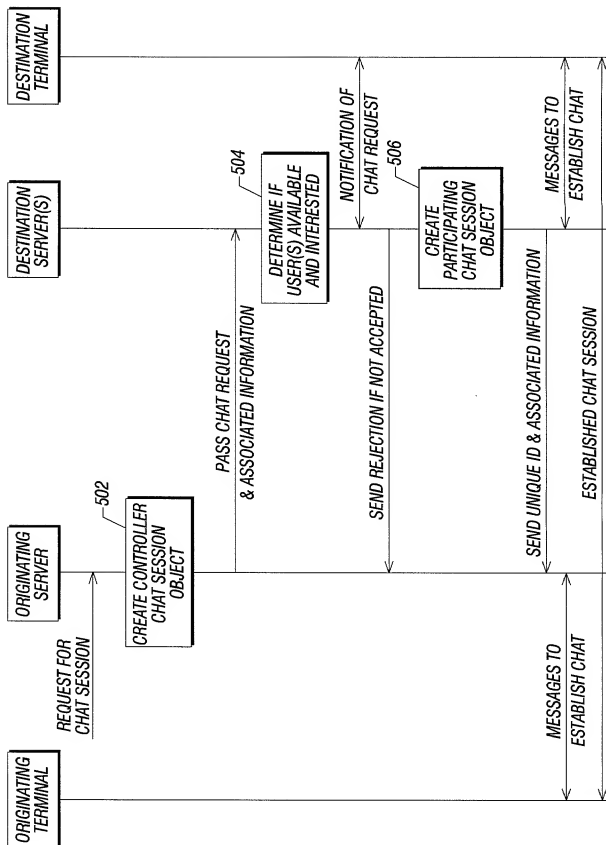 ORIGINATING
TERMINAL
ORIGINATING
SERVER
DESTINATION
SERVER(S)
DESTINATION
TERMINAL
REQUEST FOR
CHAT SESSION
502
CREATE CONTROLLER
CHAT SESSION
OBJECT
PASS CHAT REQUEST
& ASSOCIATED INFORMATION
504
DETERMINE IF
USER(S) AVAILABLE
AND INTERESTED
NOTIFICATION OF
CHAT REQUEST
SEND REJECTION IF NOT ACCEPTED
506
CREATE
PARTICIPATING
CHAT SESSION
OBJECT
SEND UNIQUE ID & ASSOCIATED INFORMATION
MESSAGES TO
ESTABLISH CHAT
MESSAGES TO
ESTABLISH CHAT
ESTABLISHED CHAT SESSION